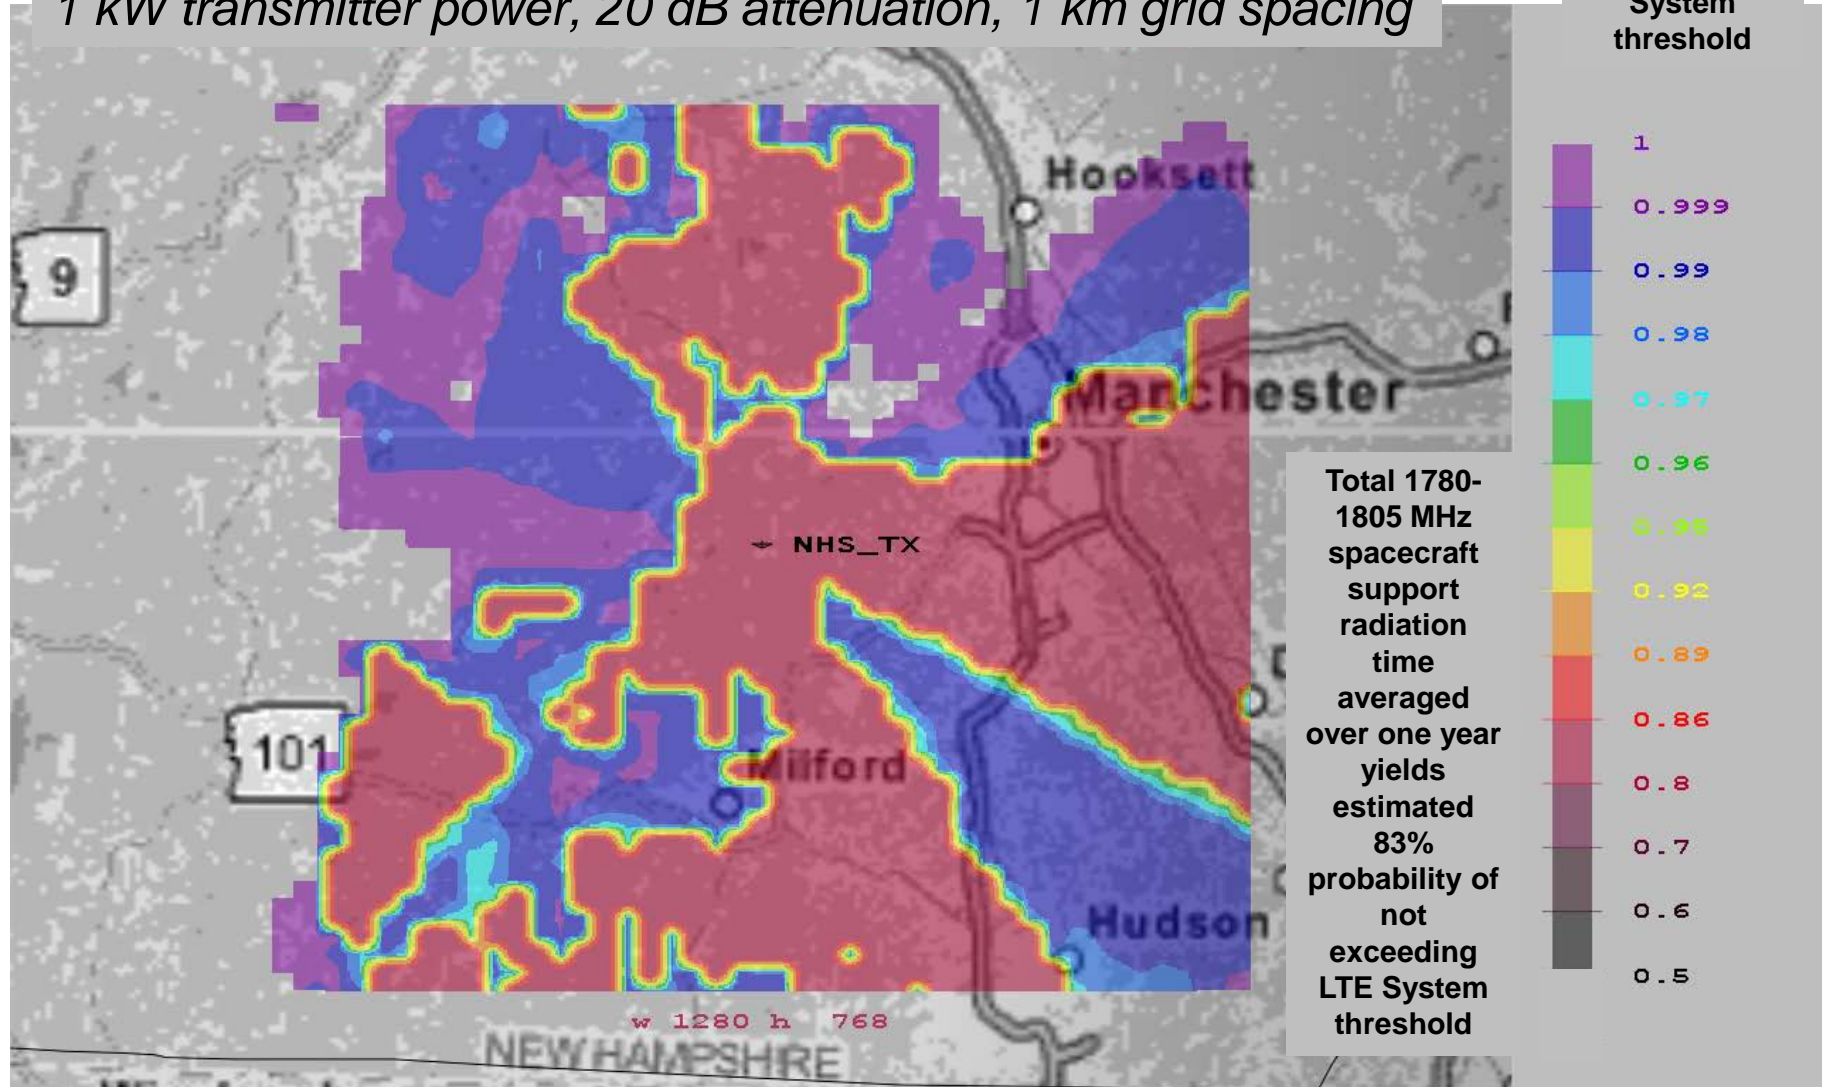 1 kW transmitter power, 20 dB attenuation, 1 km grid spacing
System
threshold
1
0.999
0.99
0.98
0.97
0.96
0.95
0.92
0.89
0.86
0.8
0.7
0.6
0.5
Hooksett
9
Manchester
NHS_TX
101
Milford
Hudson
Total 1780-
1805 MHz
spacecraft
support
radiation
time
averaged
over one year
yields
estimated
83%
probability of
not
exceeding
LTE System
threshold
w 1280 h 768
NEW HAMPSHIRE